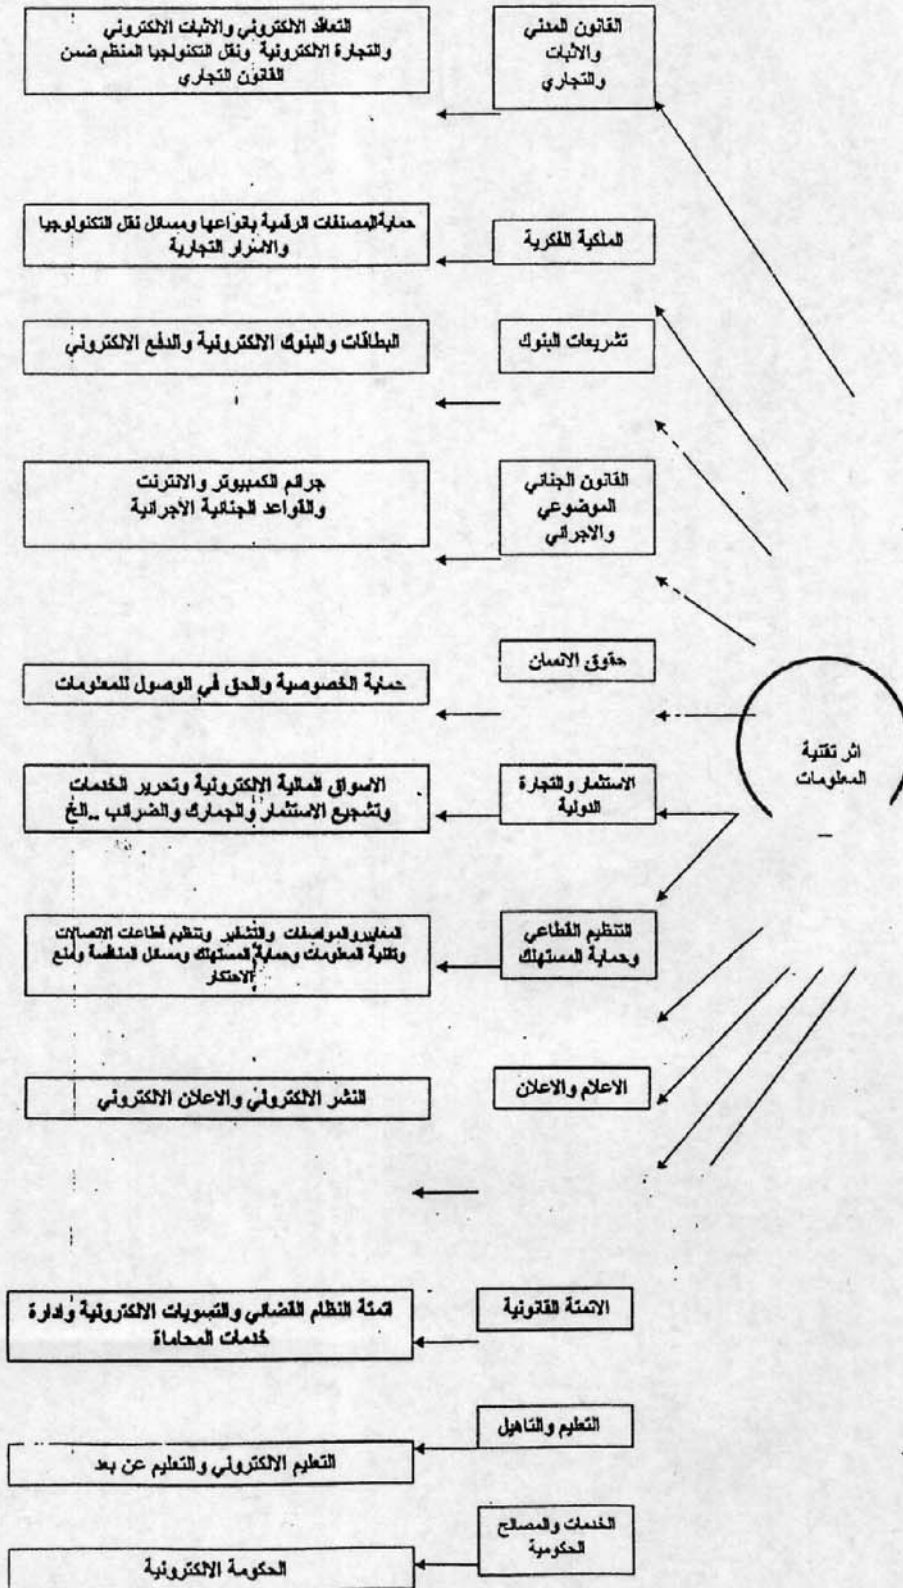 القانون المدني
والاثبات
والتجاري
التعاقد الالكتروني والاثبات الالكتروني
والتجارة الالكترونية ونقل التكنولوجيا المنظم ضمن
القانون التجاري
الملكية الفكرية
حماية المصنفات الرقمية بانواعها ومسائل نقل التكنولوجيا
والاسرار التجارية
تشريعات البنوك
البطاقات والبنوك الالكترونية والدفع الالكتروني
القانون الجنائي
الموضوعي
والاجرائي
جرائم الكمبيوتر والانترنت
والقواعد الجنائية الاجرائية
حقوق الانسان
حماية الخصوصية والحق في الوصول للمعلومات
اثر تقنية
المعلومات
الاستثمار والتجارة
الدولية
الاسواق المالية الالكترونية وتحرير الخدمات
وتشجيع الاستثمار والجمارك والضرائب ..الخ
التنظيم القطاعي
وحماية المستهلك
المعايير والمواصفات والتشفير وتنظيم قطاعات الاتصالات
وتقنية المعلومات وحماية المستهلك ومسائل المنافسة ومنع
الاحتكار
الاعلام والاعلان
النشر الالكتروني والاعلان الالكتروني
الاتمتة القانونية
اتمتة النظام القضائي والتسويات الالكترونية وادارة
خدمات المحاماة
التعليم والتاهيل
التعليم الالكتروني والتعليم عن بعد
الخدمات والمصالح
الحكومية
الحكومة الالكترونية